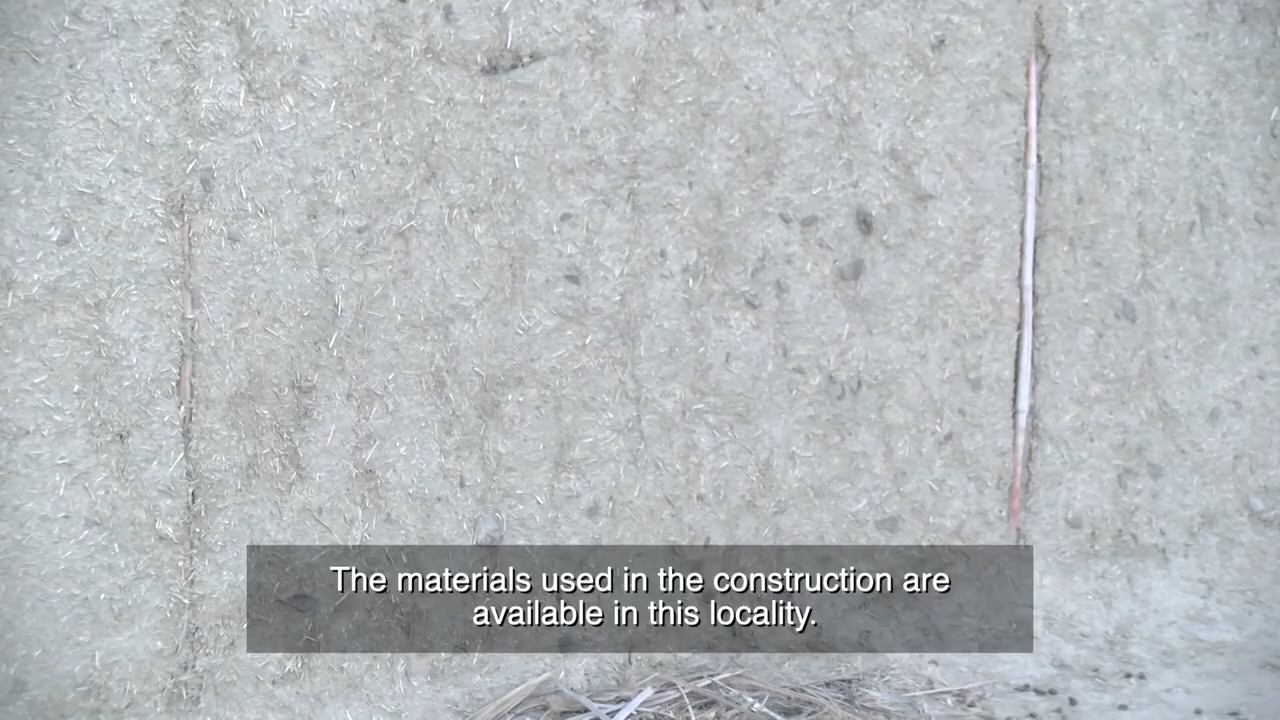 The materials used in the construction are
available in this locality.